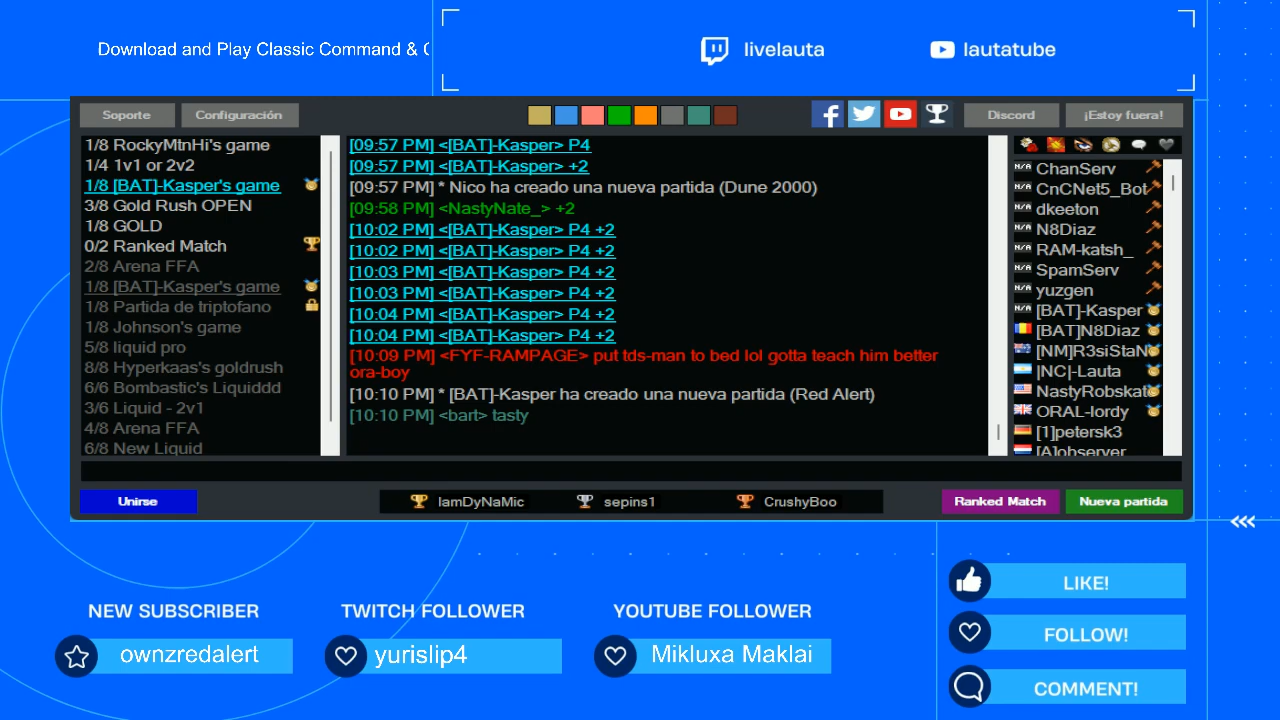 Download and Play Classic Command &
livelauta
lautatube
Soporte
Configuración
Discord
¡Estoy fuera!
1/8 RockyMtnHi's game
1/4 1v1 or 2v2
1/8 [BAT]-Kasper's game
3/8 Gold Rush OPEN
1/8 GOLD
0/2 Ranked Match
2/8 Arena FFA
1/8 [BAT]-Kasper's game
1/8 Partida de triptofano
1/8 Johnson's game
5/8 liquid pro
8/8 Hyperkaas's goldrush
6/6 Bombastic's Liquiddd
3/6 Liquid - 2v1
4/8 Arena FFA
6/8 New Liquid
[09:57 PM] <[BAT]-Kasper> P4
[09:57 PM] <[BAT]-Kasper> +2
[09:57 PM] * Nico ha creado una nueva partida (Dune 2000)
[09:58 PM] <NastyNate_> +2
[10:02 PM] <[BAT]-Kasper> P4 +2
[10:02 PM] <[BAT]-Kasper> P4 +2
[10:03 PM] <[BAT]-Kasper> P4 +2
[10:03 PM] <[BAT]-Kasper> P4 +2
[10:04 PM] <[BAT]-Kasper> P4 +2
[10:04 PM] <[BAT]-Kasper> P4 +2
[10:09 PM] <FYF-RAMPAGE> put tds-man to bed lol gotta teach him better
ora-boy
[10:10 PM] * [BAT]-Kasper ha creado una nueva partida (Red Alert)
[10:10 PM] <bart> tasty
N/A ChanServ
N/A CnCNet5_Bot
N/A dkeeton
N/A N8Diaz
N/A RAM-katsh_
N/A SpamServ
N/A yuzgen
N/A [BAT]-Kasper
[BAT]N8Diaz
[NM]R3siStaN
|NC|-Lauta
NastyRobskat
ORAL-lordy
[1]petersk3
[A]observer
Unirse
IamDyNaMic
sepins1
CrushyBoo
Ranked Match
Nueva partida
NEW SUBSCRIBER
ownzredalert
TWITCH FOLLOWER
yurislip4
YOUTUBE FOLLOWER
Mikluxa Maklai
LIKE!
FOLLOW!
COMMENT!